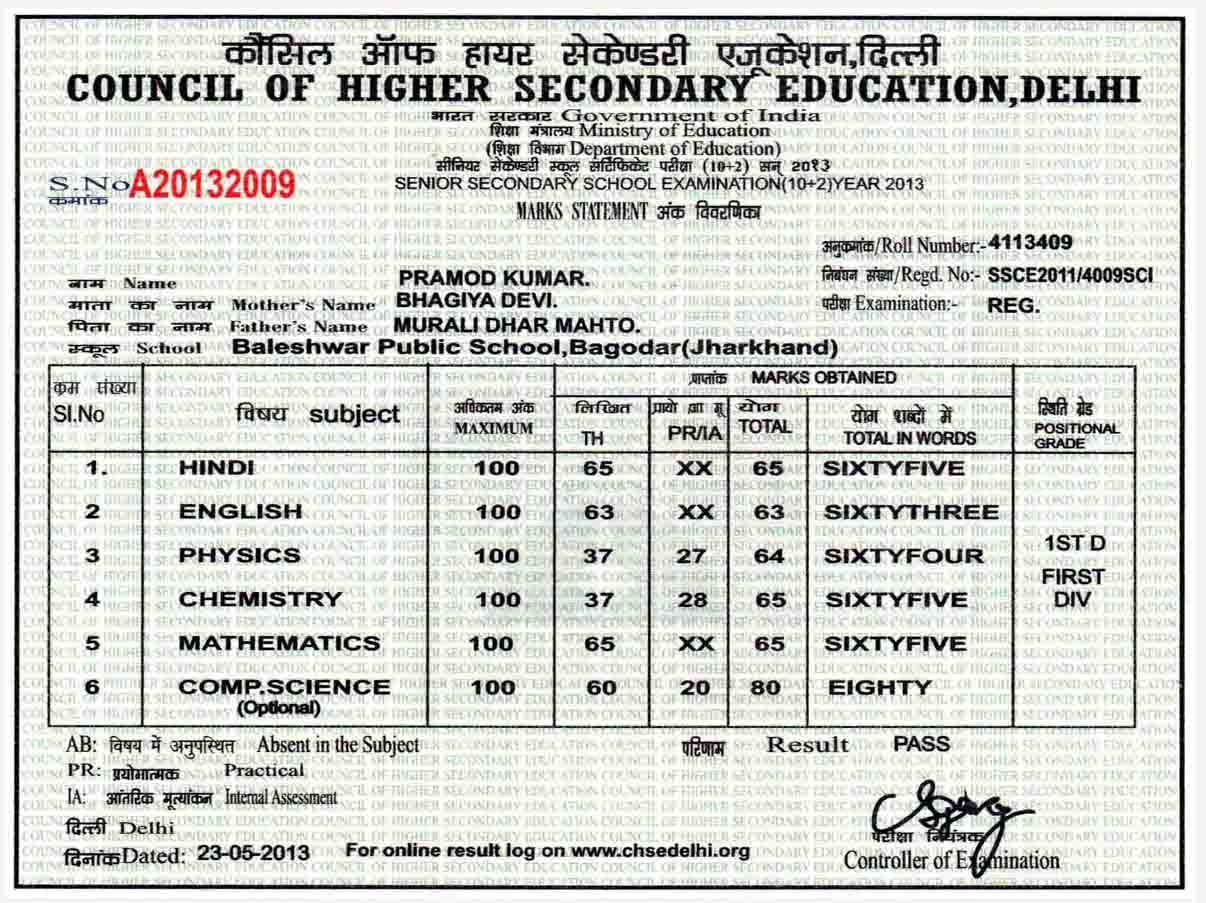 कौंसिल ऑफ हायर सेकेण्डरी एजूकेशन,दिल्ली
COUNCIL OF HIGHER SECONDARY EDUCATION,DELHI
भारत सरकार Government of India
शिक्षा मंत्रालय Ministry of Education
(शिक्षा विभाग Department of Education)
सीनियर सेकेण्डरी स्कूल सर्टिफिकेट परीक्षा (10+2) सन् २०१३
S.No A20132009
क्रमांक
SENIOR SECONDARY SCHOOL EXAMINATION(10+2)YEAR 2013
MARKS STATEMENT अंक विवरणिका
अनुक्रमांक/Roll Number:- 4113409
निबंधन संख्या/Regd. No:- SSCE2011/4009SCI
परीक्षा Examination:- REG.
नाम Name PRAMOD KUMAR.
माता का नाम Mother's Name BHAGIYA DEVI.
पिता का नाम Father's Name MURALI DHAR MAHTO.
स्कूल School Baleshwar Public School,Bagodar(Jharkhand)
क्रम संख्या विषय subject अधिकतम अंक प्राप्तांक MARKS OBTAINED स्थिति ग्रेड
Sl.No MAXIMUM लिखित योग योग शब्दों में POSITIONAL
TH PR/IA TOTAL TOTAL IN WORDS GRADE
1. HINDI 100 65 XX 65 SIXTYFIVE
2 ENGLISH 100 63 XX 63 SIXTYTHREE
3 PHYSICS 100 37 27 64 SIXTYFOUR 1ST D
4 CHEMISTRY 100 37 28 65 SIXTYFIVE FIRST DIV
5 MATHEMATICS 100 65 XX 65 SIXTYFIVE
6 COMP.SCIENCE 100 60 20 80 EIGHTY
(Optional)
AB: विषय में अनुपस्थित Absent in the Subject परिणाम Result PASS
PR: प्रयोगात्मक Practical
IA: आंतरिक मूल्यांकन Internal Assessment
दिल्ली Delhi परीक्षा नियंत्रक
दिनांक Dated: 23-05-2013 For online result log on www.chsedelhi.org Controller of Examination